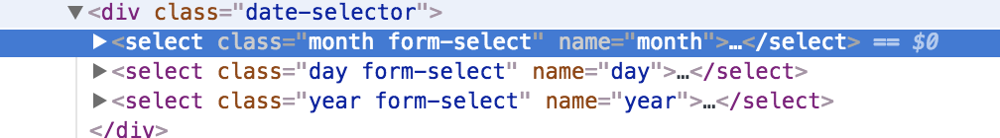 ▼<div class="date-selector">
▶<select class="month form-select" name="month">…</select> == $0
▶<select class="day form-select" name="day">…</select>
▶<select class="year form-select" name="year">…</select>
</div>